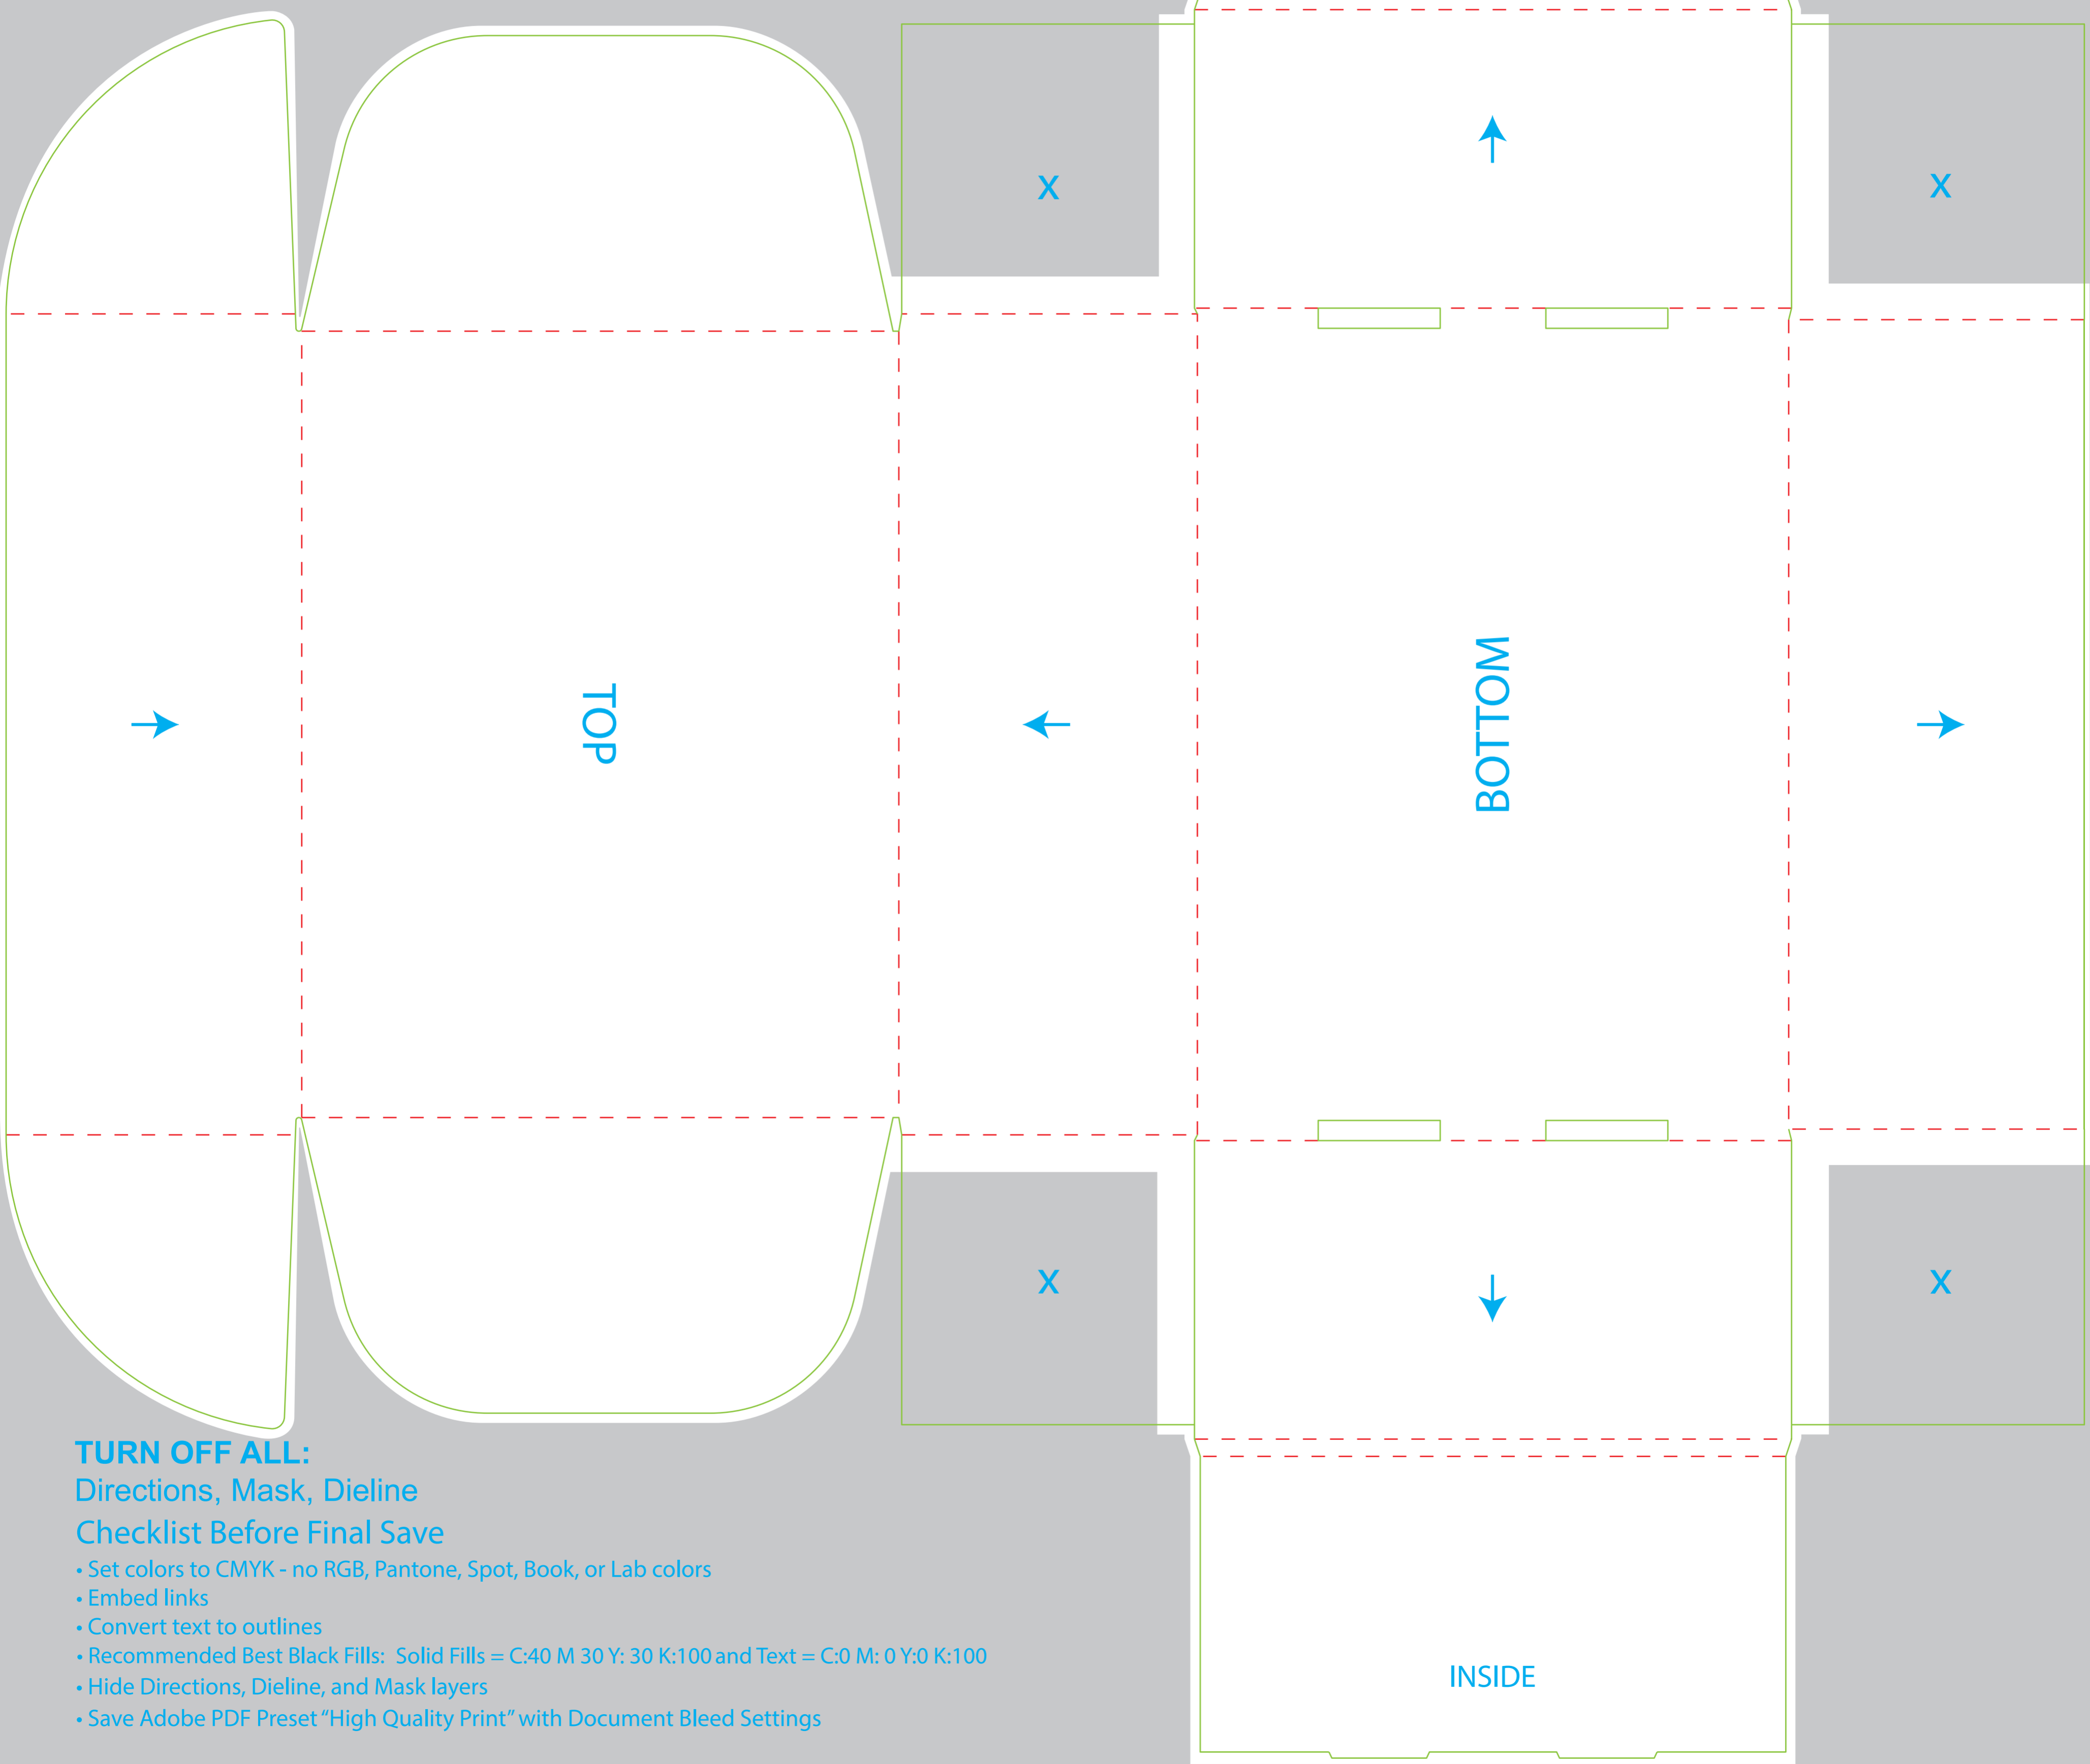 x
x
TOP
BOTTOM
x
x
TURN OFF ALL:
Directions, Mask, Dieline
Checklist Before Final Save
• Set colors to CMYK - no RGB, Pantone, Spot, Book, or Lab colors
• Embed links
• Convert text to outlines
• Recommended Best Black Fills:  Solid Fills = C:40 M 30 Y: 30 K:100 and Text = C:0 M: 0 Y:0 K:100
• Hide Directions, Dieline, and Mask layers
• Save Adobe PDF Preset “High Quality Print” with Document Bleed Settings
INSIDE